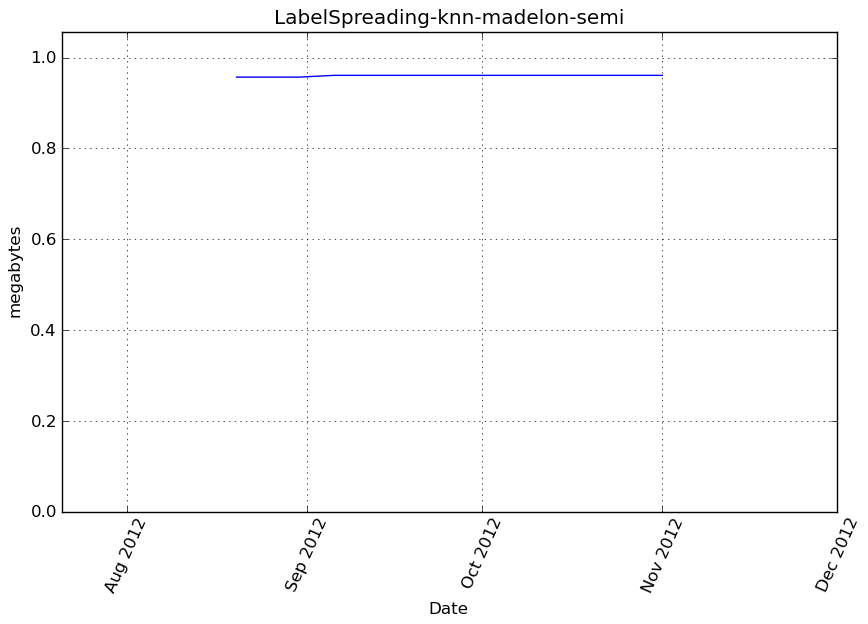 LabelSpreading-knn-madelon-semi
1.0
0.8
0.6
0.4
0.2
0.0
megabytes
Aug 2012
Sep 2012
Oct 2012
Nov 2012
Dec 2012
Date